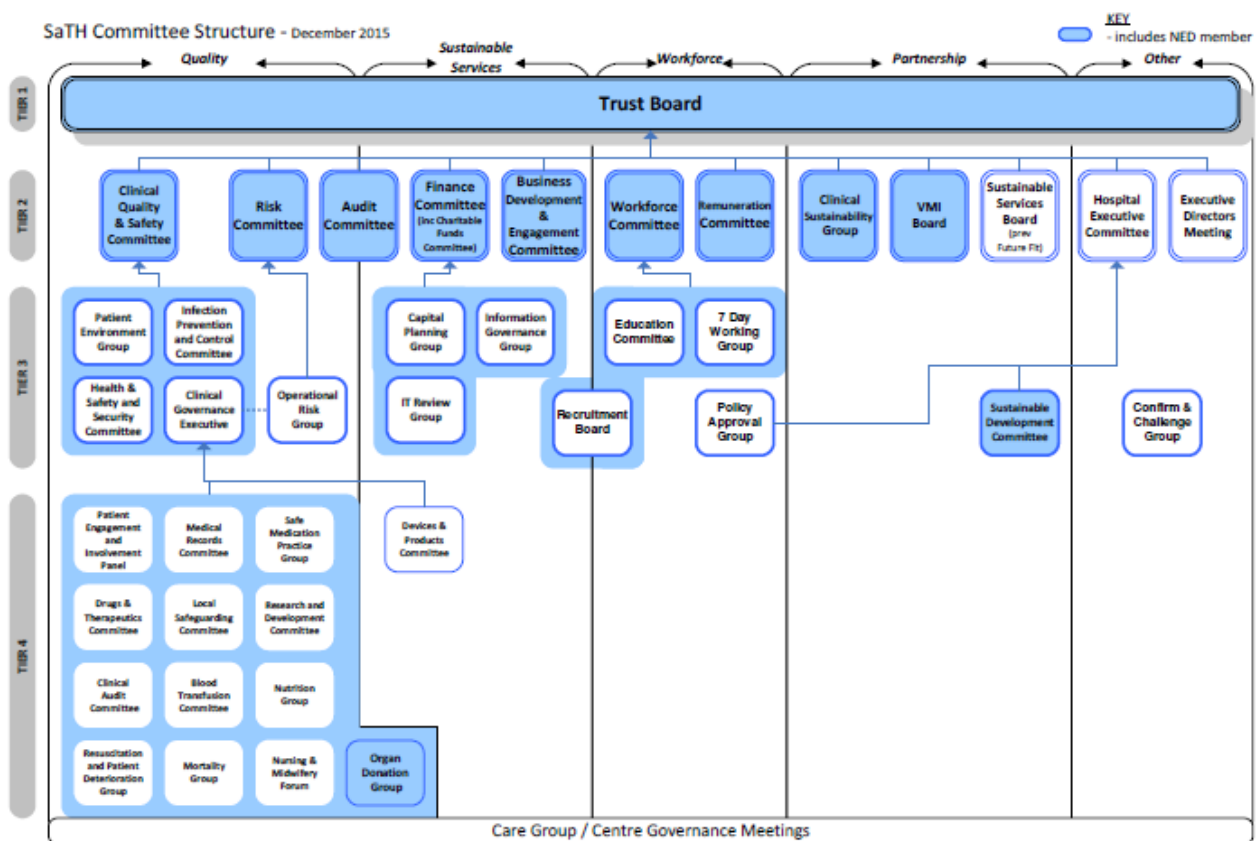 SaTH Committee Structure - December 2015
KEY
- includes NED member
Quality
Sustainable
Services
Workforce
Partnership
Other
TIER 1
Trust Board
TIER 2
Clinical
Quality
& Safety
Committee
Risk
Committee
Audit
Committee
Finance
Committee
(inc Charitable
Funds
Committee)
Business
Development
&
Engagement
Committee
Workforce
Committee
Remuneration
Committee
Clinical
Sustainability
Group
VMI
Board
Sustainable
Services
Board
(prev
Future Fit)
Hospital
Executive
Committee
Executive
Directors
Meeting
TIER 3
Patient
Environment
Group
Infection
Prevention
and Control
Committee
Capital
Planning
Group
Information
Governance
Group
Education
Committee
7 Day
Working
Group
Health &
Safety and
Security
Committee
Clinical
Governance
Executive
Operational
Risk
Group
IT Review
Group
Recruitment
Board
Policy
Approval
Group
Sustainable
Development
Committee
Confirm &
Challenge
Group
TIER 4
Patient
Engagement
and
Involvement
Panel
Medical
Records
Committee
Safe
Medication
Practice
Group
Devices &
Products
Committee
Drugs &
Therapeutics
Committee
Local
Safeguarding
Committee
Research and
Development
Committee
Clinical
Audit
Committee
Blood
Transfusion
Committee
Nutrition
Group
Resuscitation
and Patient
Deterioration
Group
Mortality
Group
Nursing &
Midwifery
Forum
Organ
Donation
Group
Care Group / Centre Governance Meetings